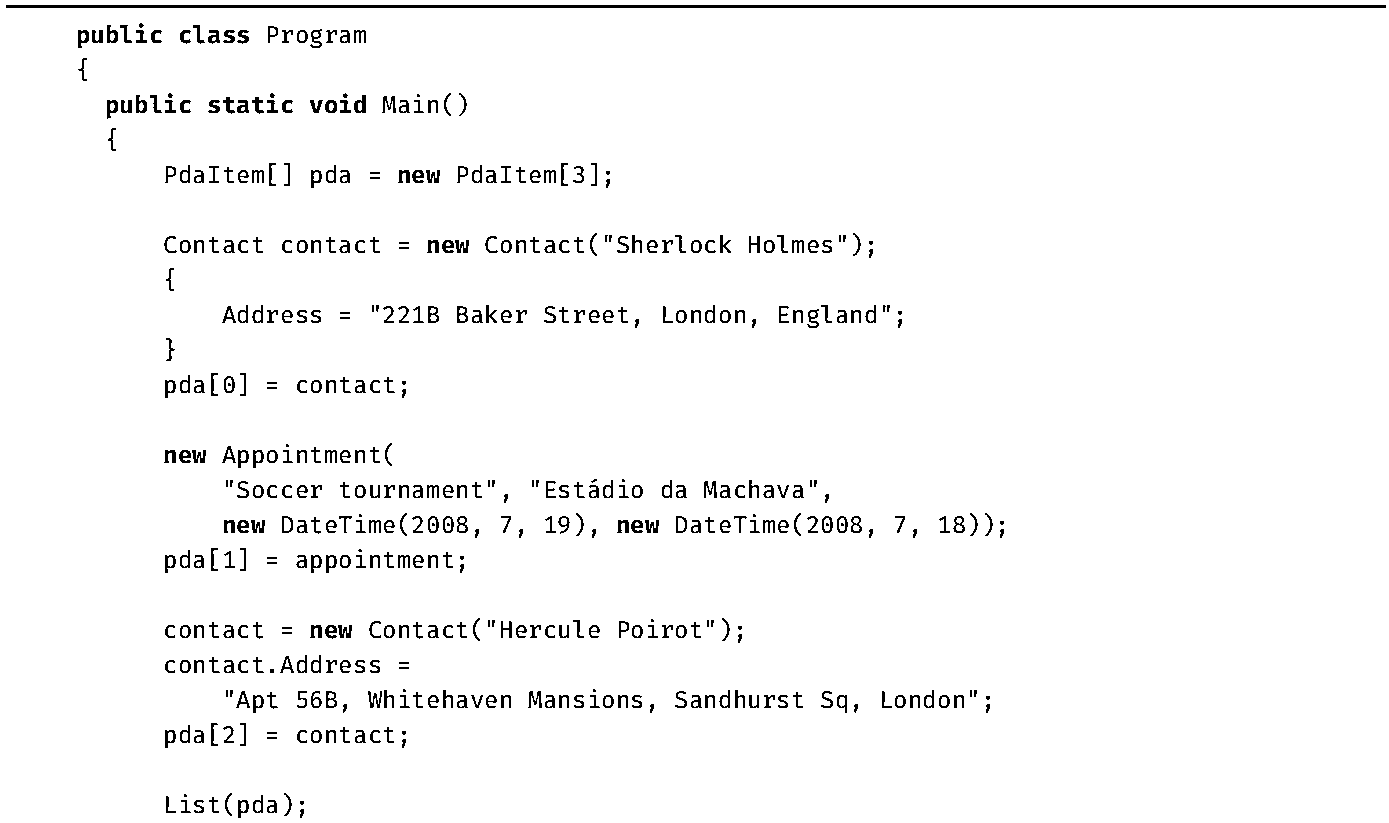 public class Program
{
  public static void Main()
  {
      PdaItem[] pda = new PdaItem[3];

      Contact contact = new Contact("Sherlock Holmes");
      {
          Address = "221B Baker Street, London, England";
      }
      pda[0] = contact;

      new Appointment(
          "Soccer tournament", "Estádio da Machava",
          new DateTime(2008, 7, 19), new DateTime(2008, 7, 18));
      pda[1] = appointment;

      contact = new Contact("Hercule Poirot");
      contact.Address =
          "Apt 56B, Whitehaven Mansions, Sandhurst Sq, London";
      pda[2] = contact;

      List(pda);